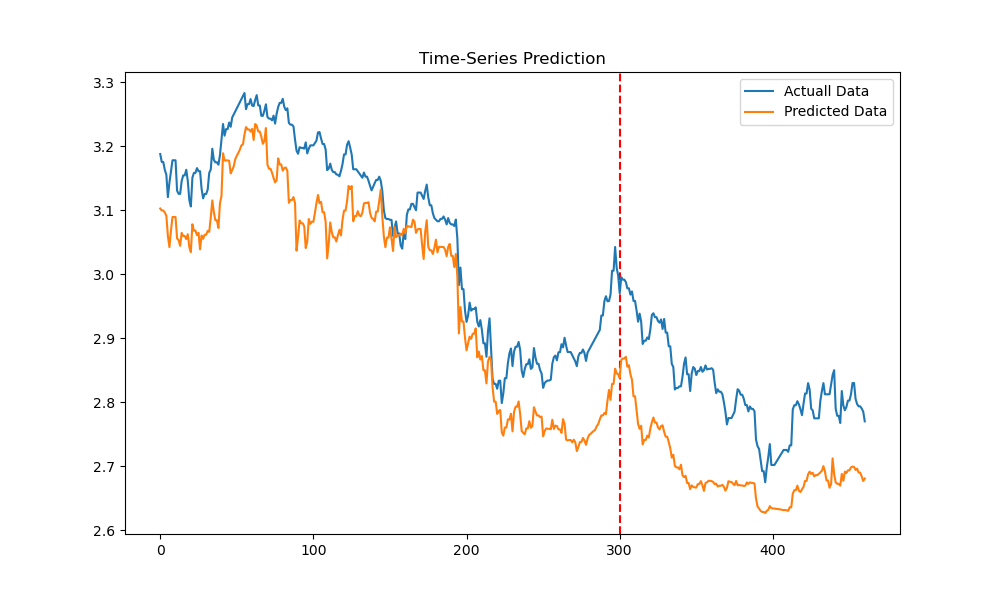 Time-Series Prediction
Actuall Data
Predicted Data
3.3
3.2
3.1
3.0
2.9
2.8
2.7
2.6
0 100 200 300 400